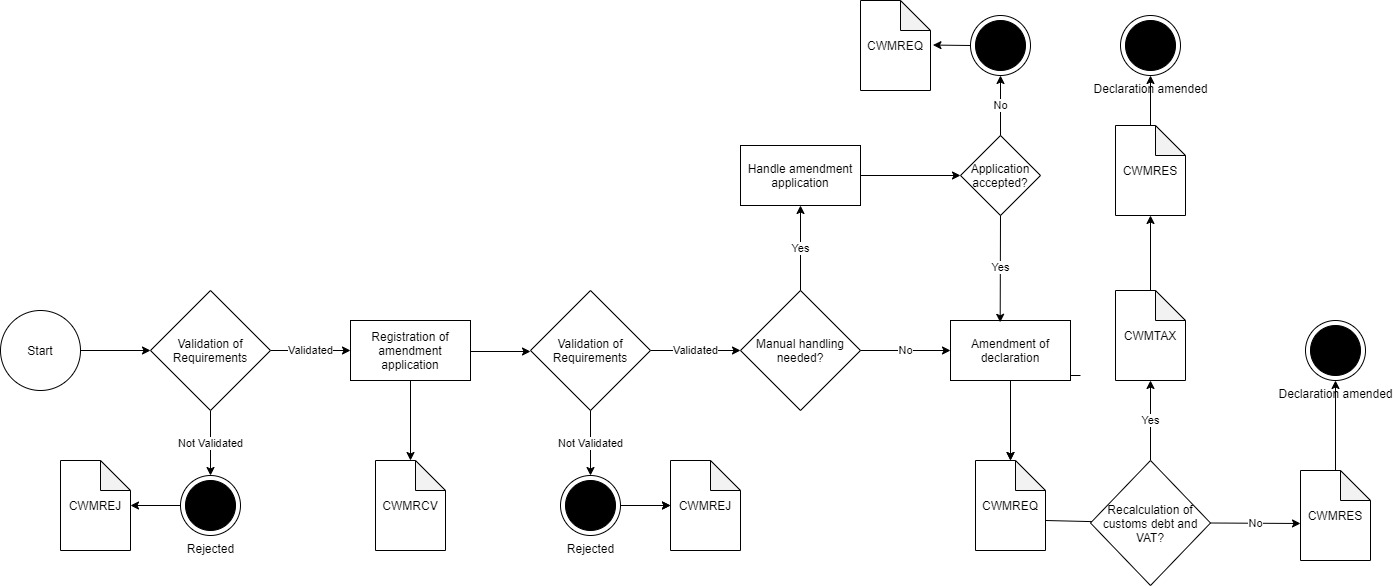 CWMREQ
Declaration amended
No
Handle amendment
application
Application
accepted?
CWMRES
Yes
Yes
Start
Validation of
Requirements
Validated
Registration of
amendment
application
Validation of
Requirements
Validated
Manual handling
needed?
No
Amendment of
declaration
CWMTAX
Declaration amended
Not Validated
Not Validated
Yes
CWMREJ
Rejected
CWMRCV
Rejected
CWMREJ
CWMREQ
Recalculation of
customs debt and
VAT?
No
CWMRES